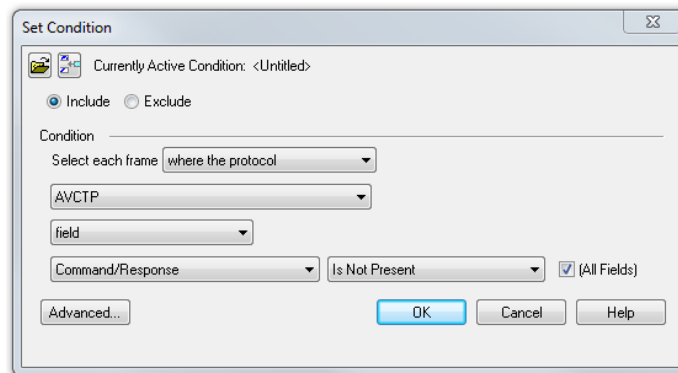 Set Condition
Currently Active Condition: <Untitled>
Include Exclude
Condition
Select each frame where the protocol
AVCTP
field
Command/Response Is Not Present (All Fields)
Advanced... OK Cancel Help